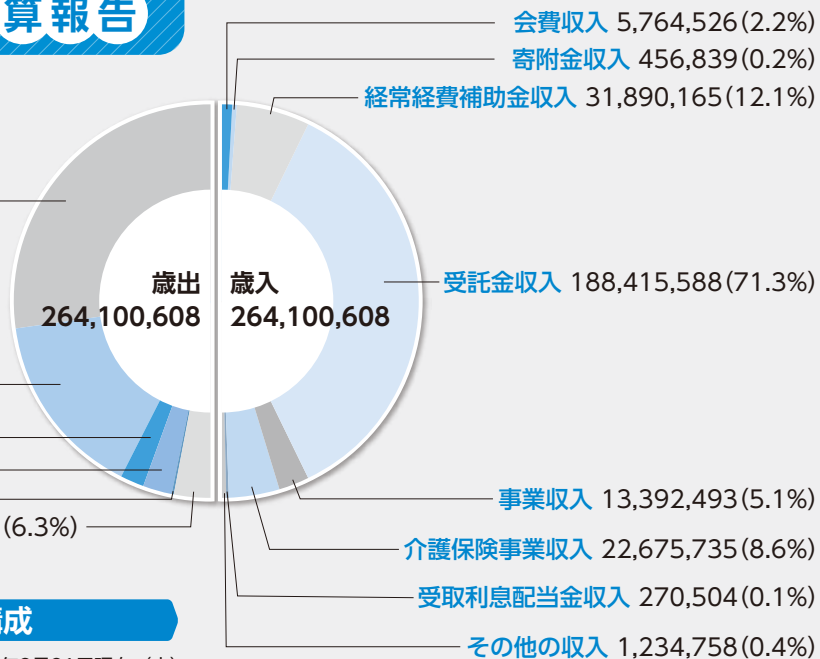 算報告
会費収入 5,764,526(2.2%)
寄附金収入 456,839(0.2%)
経常経費補助金収入 31,890,165(12.1%)
歳出
264,100,608
歳入
264,100,608
受託金収入 188,415,588(71.3%)
事業収入 13,392,493(5.1%)
(6.3%)
介護保険事業収入 22,675,735(8.6%)
受取利息配当金収入 270,504(0.1%)
その他の収入 1,234,758(0.4%)
成